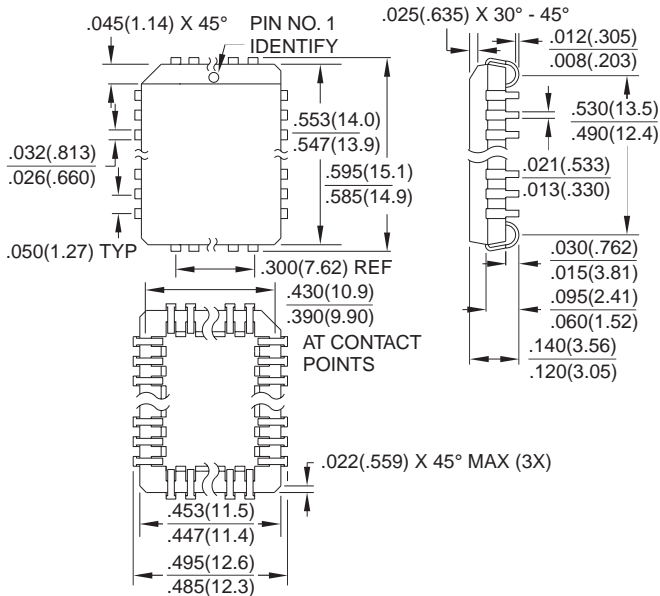 .045(1.14) X 45°
PIN NO. 1
IDENTIFY
.025(.635) X 30° - 45°
.012(.305)
.008(.203)
.553(14.0)
.547(13.9)
.530(13.5)
.490(12.4)
.032(.813)
.026(.660)
.595(15.1)
.585(14.9)
.021(.533)
.013(.330)
.050(1.27) TYP
.300(7.62) REF
.030(.762)
.015(3.81)
.430(10.9)
.390(9.90)
AT CONTACT
POINTS
.095(2.41)
.060(1.52)
.140(3.56)
.120(3.05)
.022(.559) X 45° MAX (3X)
.453(11.5)
.447(11.4)
.495(12.6)
.485(12.3)